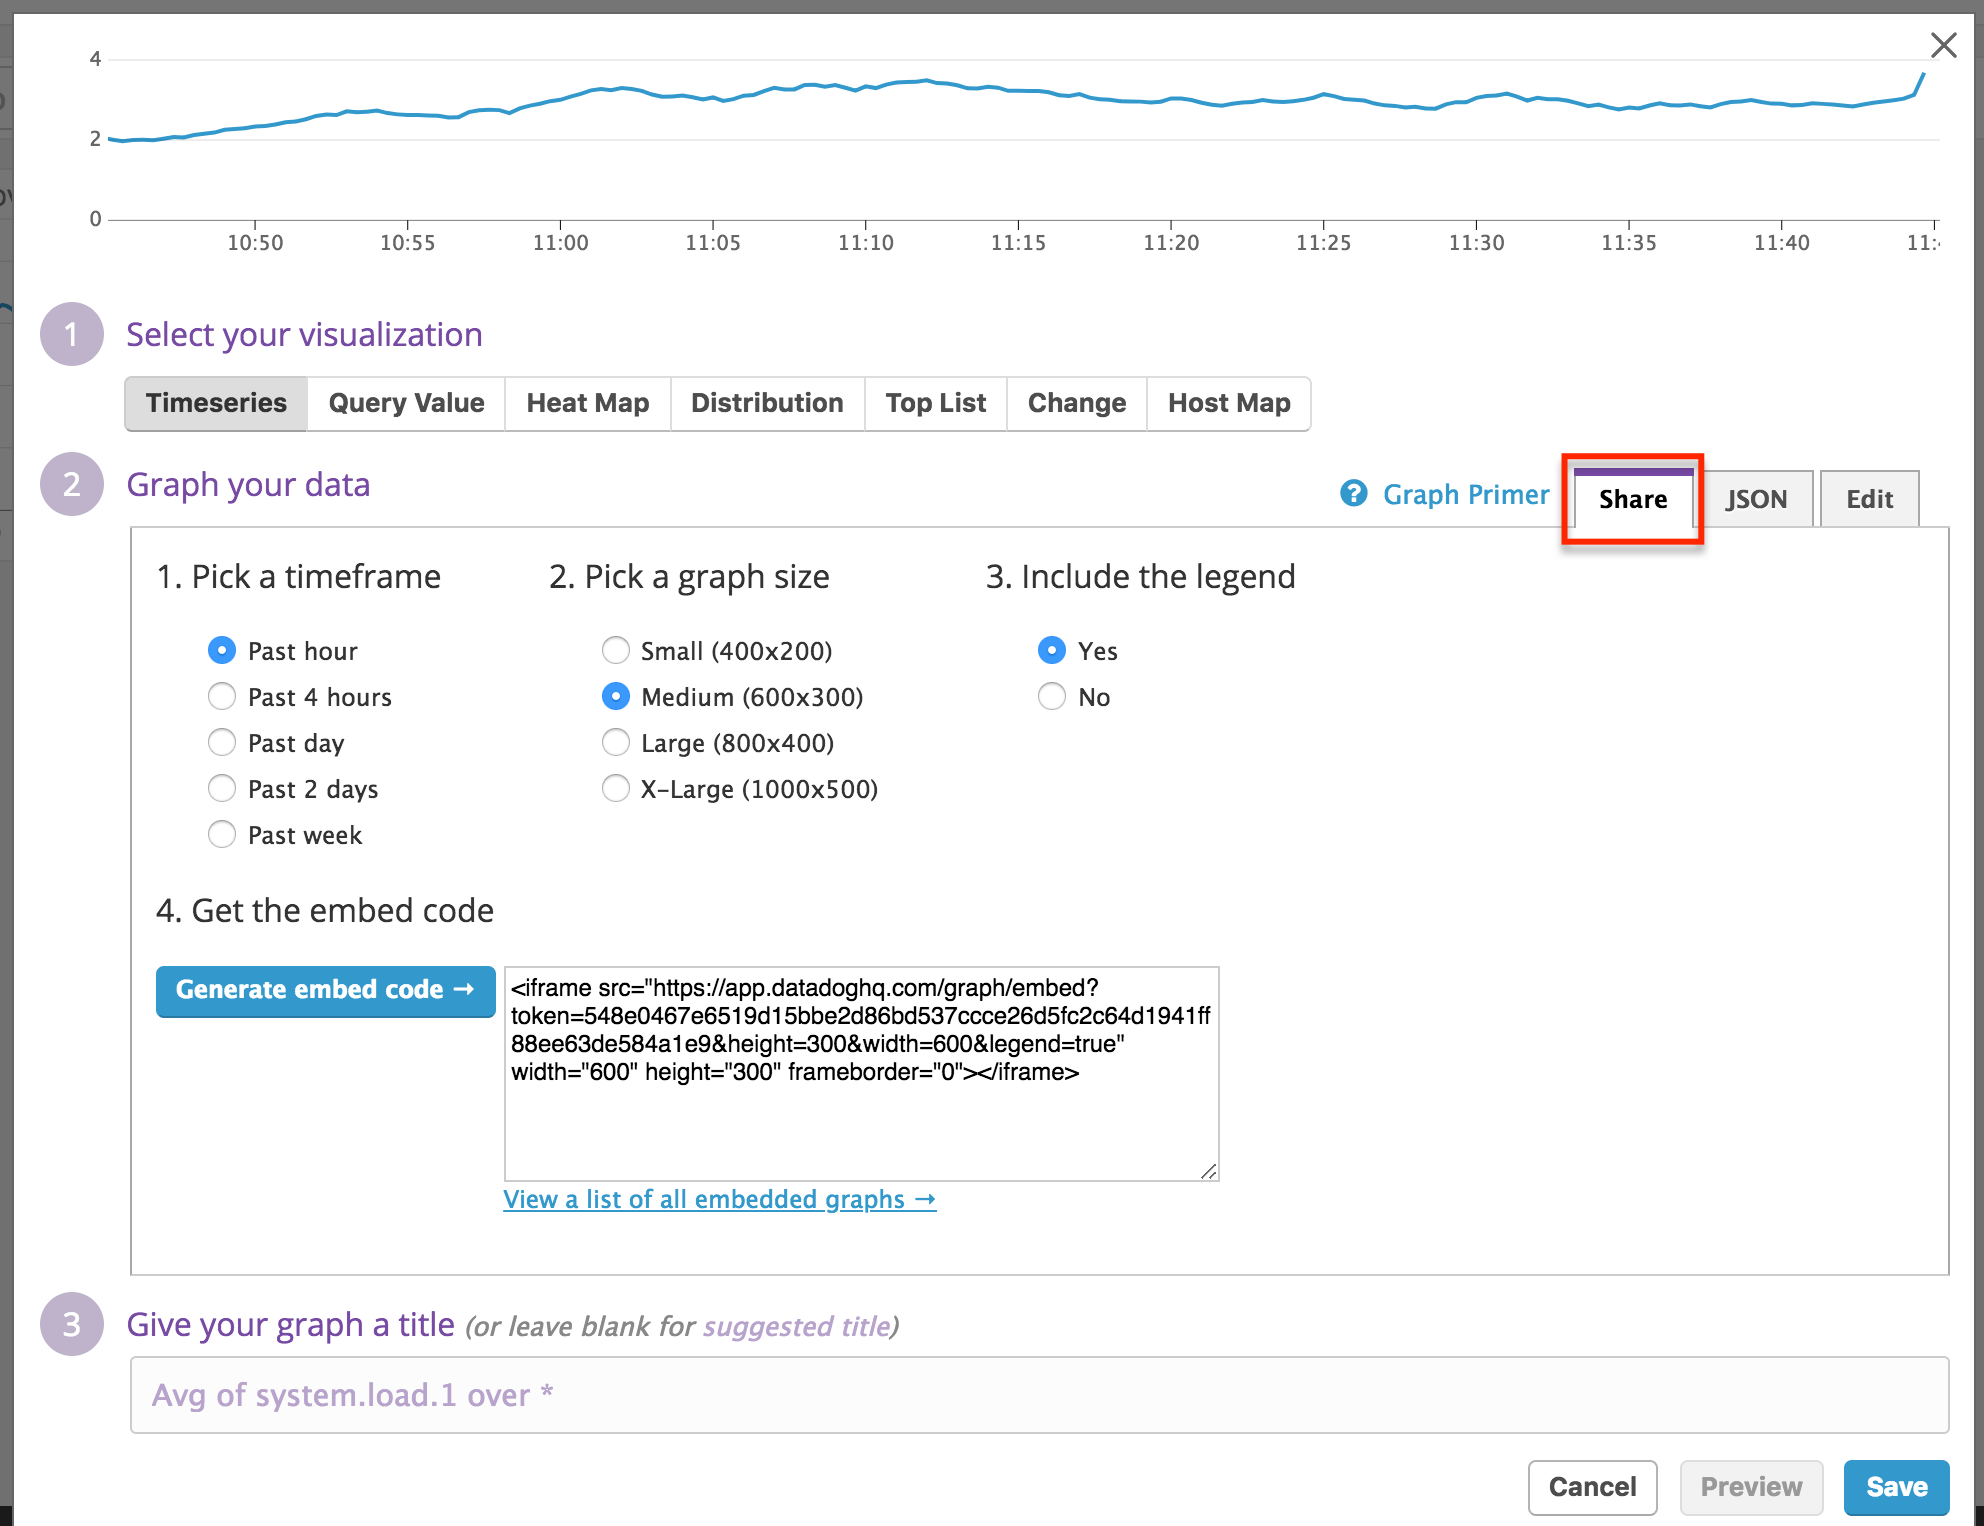 4
2
0
10:50 10:55 11:00 11:05 11:10 11:15 11:20 11:25 11:30 11:35 11:40
1 Select your visualization
Timeseries Query Value Heat Map Distribution Top List Change Host Map
2 Graph your data
? Graph Primer Share JSON Edit
1. Pick a timeframe
Past hour
Past 4 hours
Past day
Past 2 days
Past week
2. Pick a graph size
Small (400x200)
Medium (600x300)
Large (800x400)
X-Large (1000x500)
3. Include the legend
Yes
No
4. Get the embed code
Generate embed code →
<iframe src="https://app.datadoghq.com/graph/embed?
token=548e0467e6519d15bbe2d86bd537ccce26d5fc2c64d1941ff
88ee63de584a1e9&height=300&width=600&legend=true"
width="600" height="300" frameborder="0"></iframe>
View a list of all embedded graphs →
3 Give your graph a title (or leave blank for suggested title)
Avg of system.load.1 over *
Cancel Preview Save